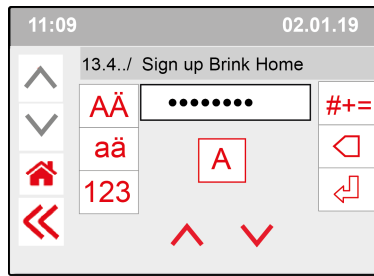 11:09 02.01.19
13.4../ Sign up Brink Home
AÄ •••••••• #+=
aä A
123